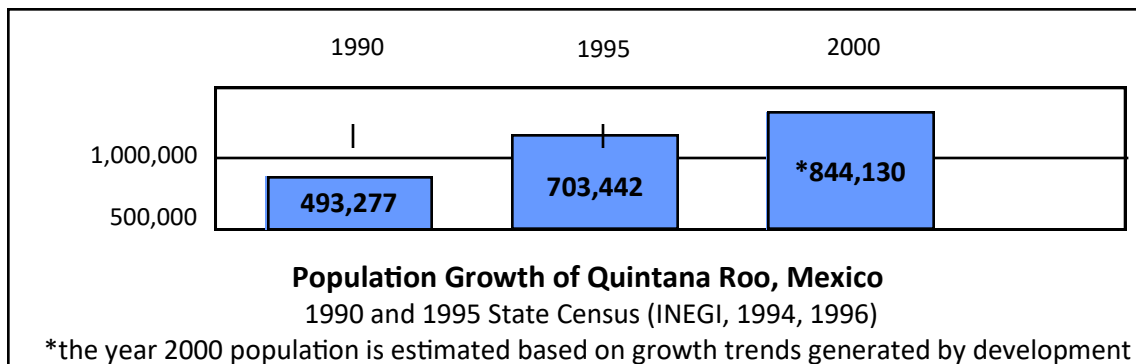 1990 1995 2000
1,000,000
500,000
493,277 703,442 *844,130
Population Growth of Quintana Roo, Mexico
1990 and 1995 State Census (INEGI, 1994, 1996)
*the year 2000 population is estimated based on growth trends generated by development